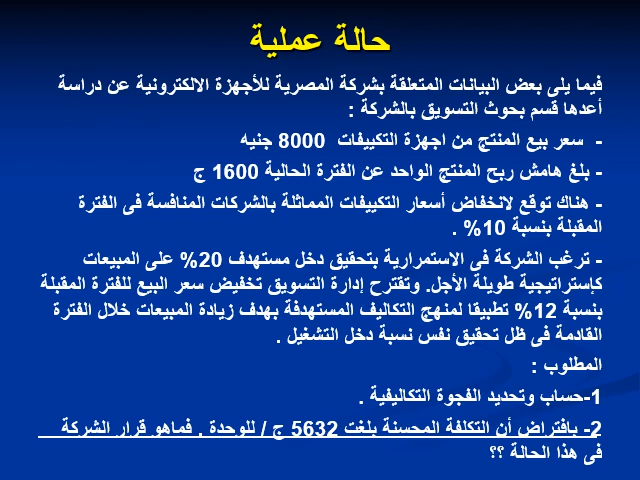 حالة عملية
فيما يلى بعض البيانات المتعلقة بشركة المصرية للأجهزة الالكترونية عن دراسة
أعدها قسم بحوث التسويق بالشركة :
- سعر بيع المنتج من اجهزة التكييفات 8000 جنيه
- بلغ هامش ربح المنتج الواحد عن الفترة الحالية 1600 ج
- هناك توقع لانخفاض أسعار التكييفات المماثلة بالشركات المنافسة فى الفترة
المقبلة بنسبة 10% .
- ترغب الشركة فى الاستمرارية بتحقيق دخل مستهدف 20% على المبيعات
كإستراتيجية طويلة الأجل. وتقترح إدارة التسويق تخفيض سعر البيع للفترة المقبلة
بنسبة 12% تطبيقا لمنهج التكاليف المستهدفة بهدف زيادة المبيعات خلال الفترة
القادمة فى ظل تحقيق نفس نسبة دخل التشغيل .
المطلوب :
1-حساب وتحديد الفجوة التكاليفية .
2- بافتراض أن التكلفة المحسنة بلغت 5632 ج / للوحدة . فماهو قرار الشركة
فى هذا الحالة ؟؟